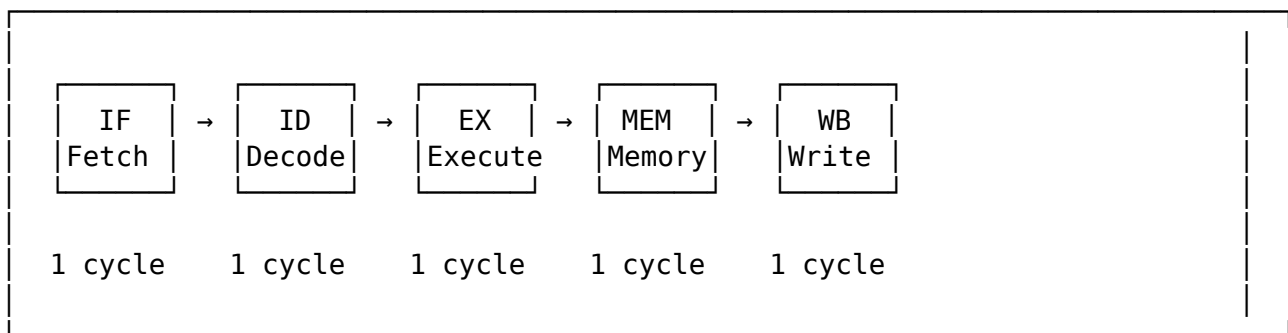 IF → ID → EX → MEM → WB
Fetch Decode Execute Memory Write
1 cycle 1 cycle 1 cycle 1 cycle 1 cycle